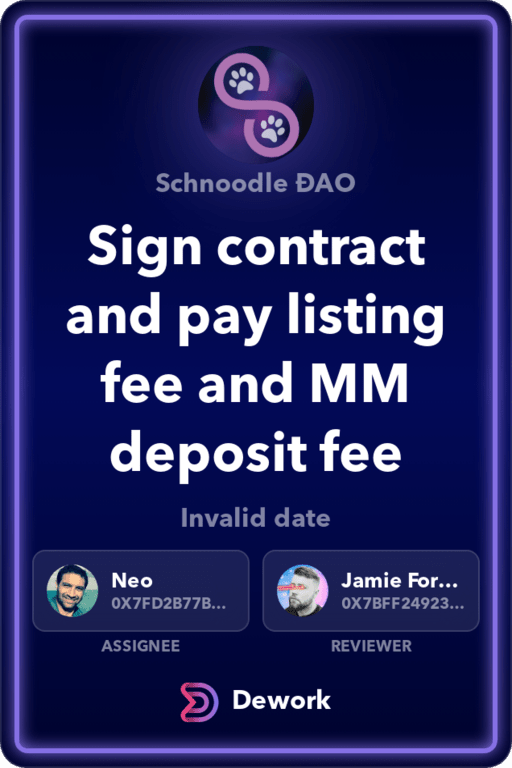 Schnoodle ĐAO
Sign contract
and pay listing
fee and MM
deposit fee
Invalid date
Neo
0X7FD2B77B...
Jamie For...
0X7BFF24923...
ASSIGNEE
REVIEWER
Dework